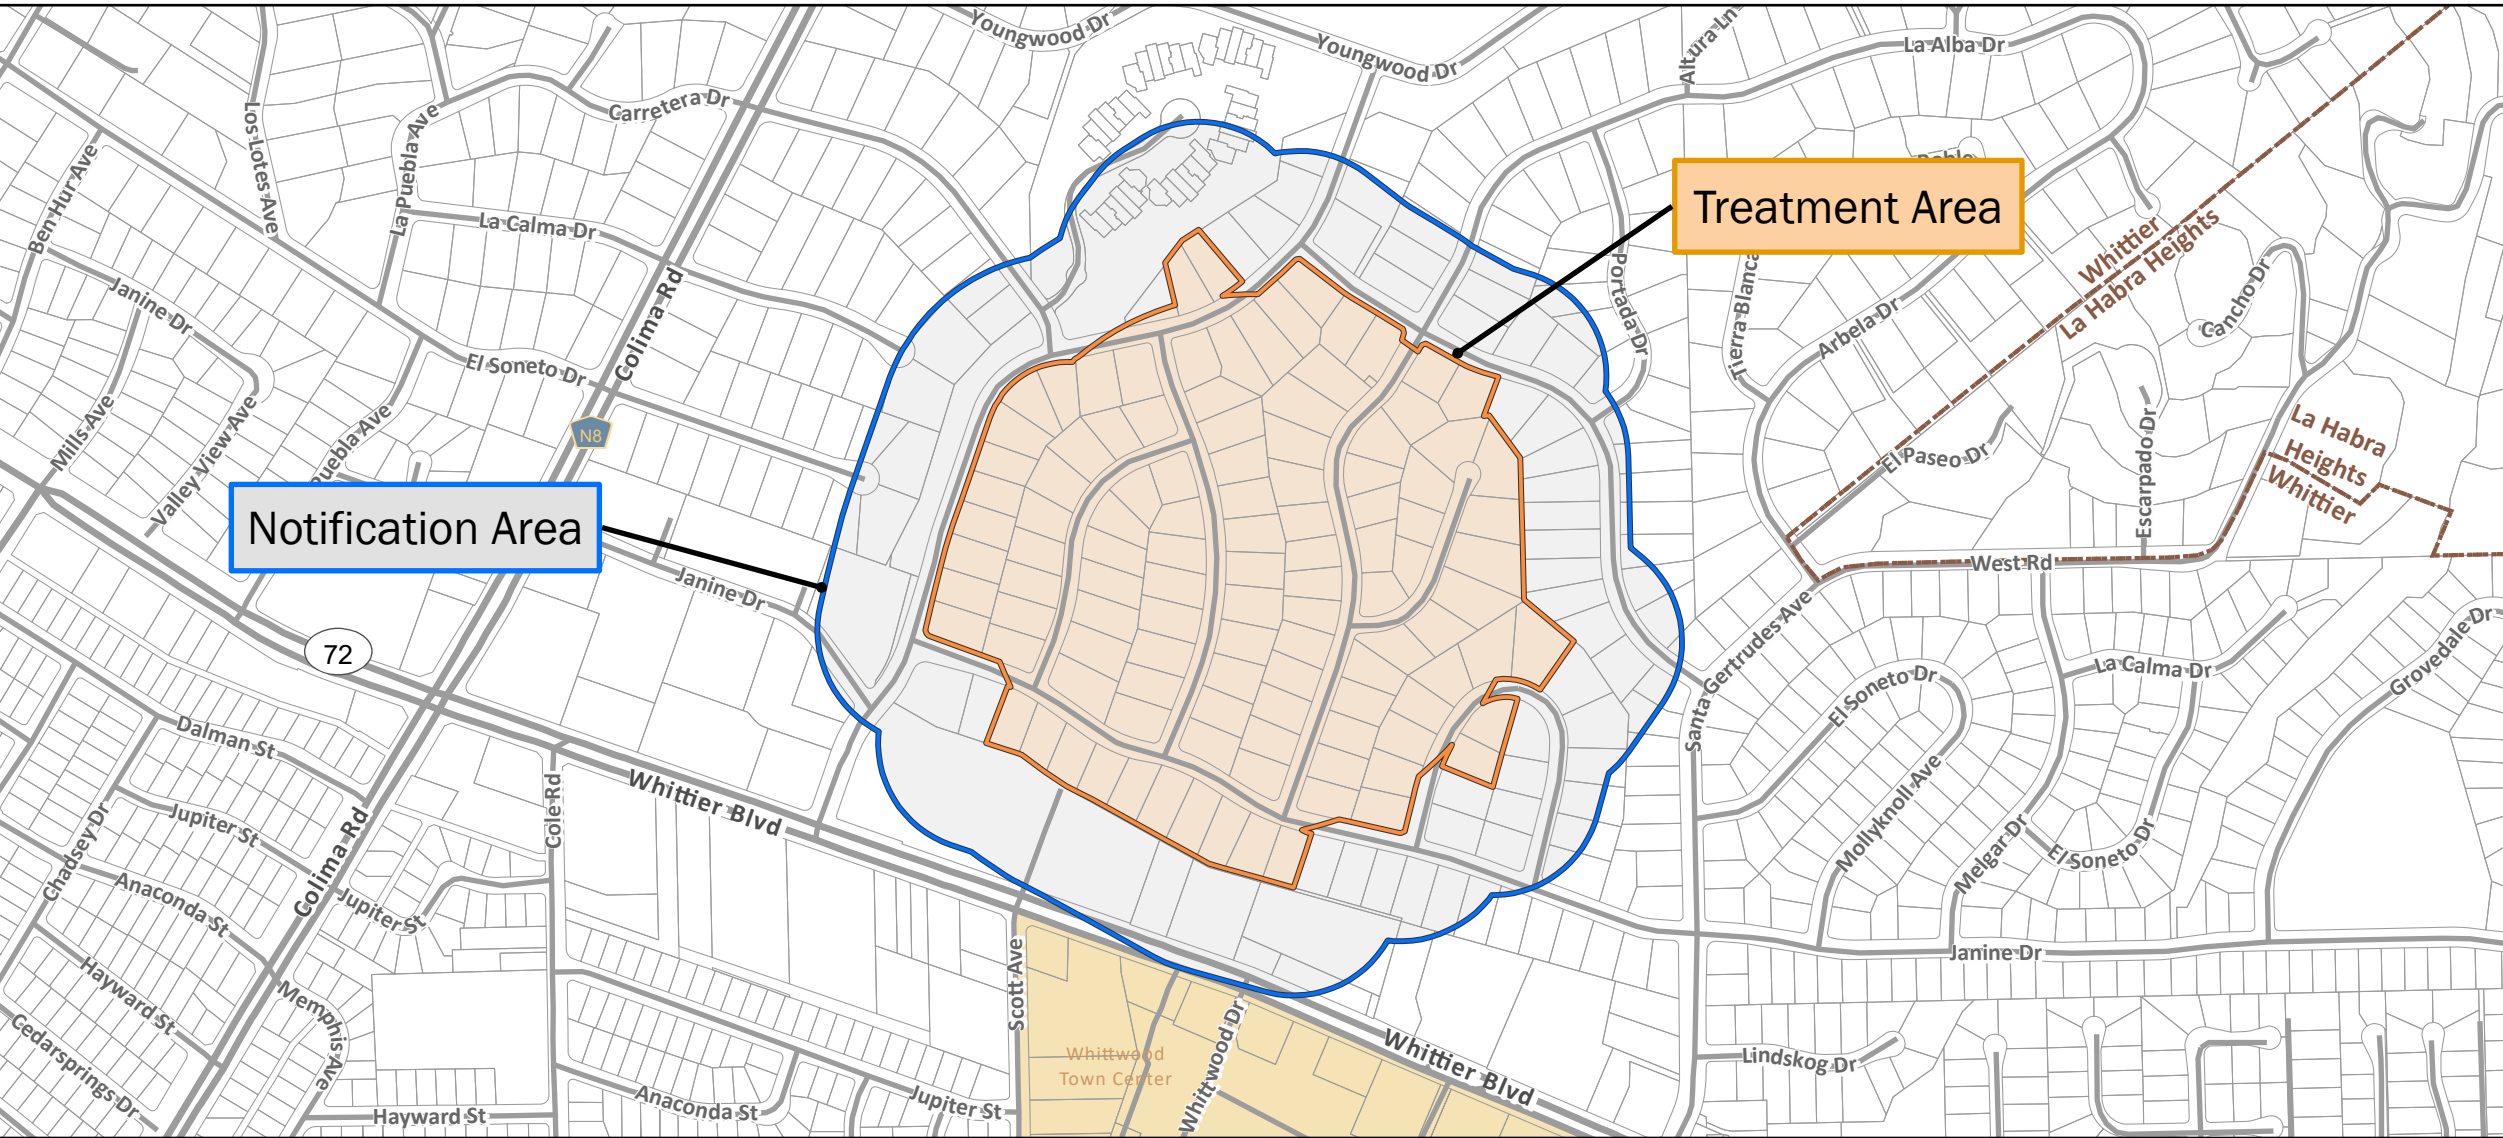 Youngwood Dr
Youngwood Dr
Altura Ln
La Alba Dr
Los Lotes Ave
La Puebla Ave
Carretera Dr
Ben Hur Ave
La Calma Dr
Treatment Area
Whittier
La Habra Heights
Janine Dr
Colima Rd
Portada Dr
Tierra Blanca
Arbela Dr
Cancho Dr
El Soneto Dr
N8
Mills Ave
Valley View Ave
Puebla Ave
El Paseo Dr
Escarpado Dr
La Habra
Heights
Whittier
Notification Area
Janine Dr
West Rd
72
Santa Gertrudes Ave
La Calma Dr
Grovedale Dr
El Soneto Dr
Dalman St
Whittier Blvd
Cole Rd
Jupiter St
Chadsey Dr
Colima Rd
Mollyknoll Ave
Melgar Dr
El Soneto Dr
Anaconda St
Jupiter St
Janine Dr
Hayward St
Memphis Ave
Scott Ave
Cedarsprings Dr
Whittwood
Town Center
Whittwood Dr
Whittier Blvd
Lindskog Dr
Hayward St
Anaconda St
Jupiter St